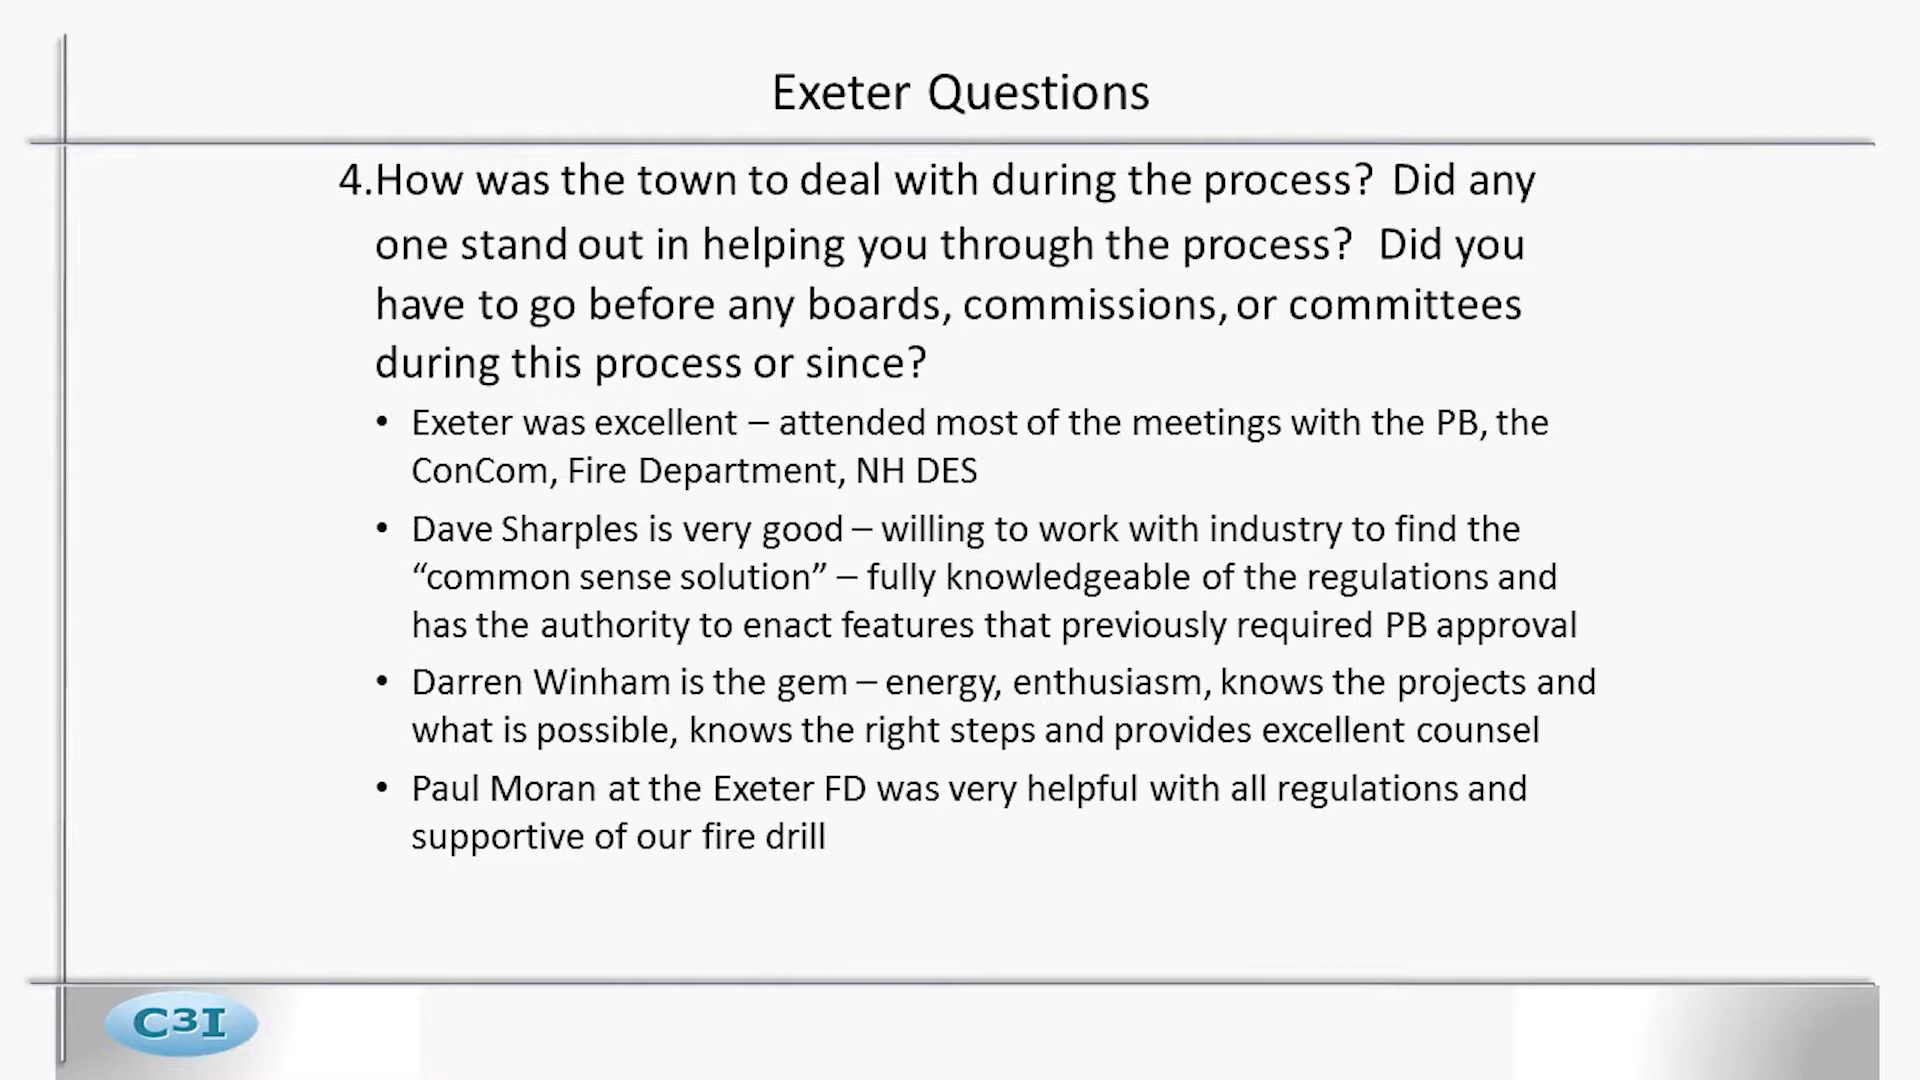 Exeter Questions
4.How was the town to deal with during the process? Did any
one stand out in helping you through the process? Did you
have to go before any boards, commissions, or committees
during this process or since?
• Exeter was excellent – attended most of the meetings with the PB, the
ConCom, Fire Department, NH DES
• Dave Sharples is very good – willing to work with industry to find the
“common sense solution” – fully knowledgeable of the regulations and
has the authority to enact features that previously required PB approval
• Darren Winham is the gem – energy, enthusiasm, knows the projects and
what is possible, knows the right steps and provides excellent counsel
• Paul Moran at the Exeter FD was very helpful with all regulations and
supportive of our fire drill
C3I